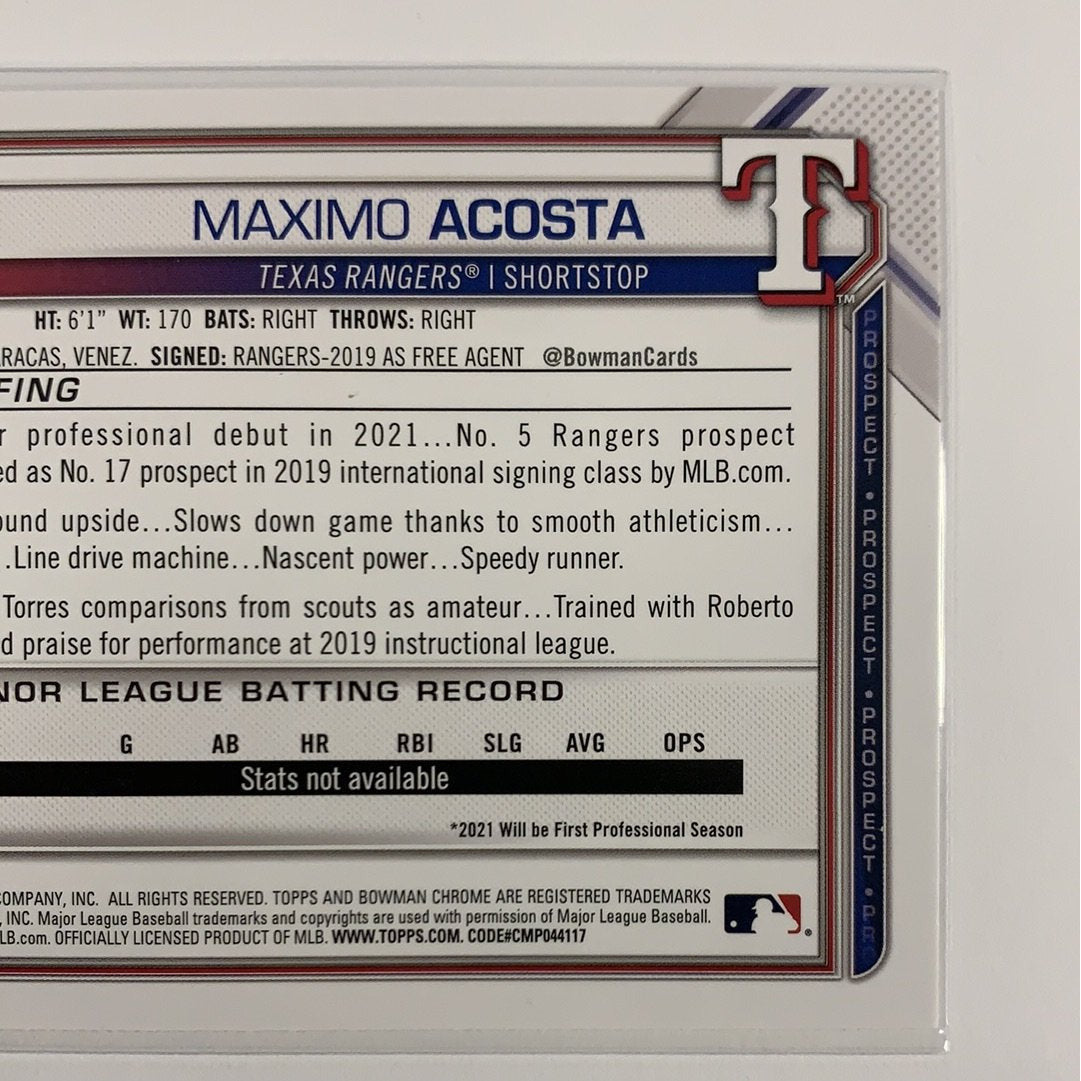 MAXIMO ACOSTA
TEXAS RANGERS® | SHORTSTOP
HT: 6'1" WT: 170 BATS: RIGHT THROWS: RIGHT
RACAS, VENEZ. SIGNED: RANGERS-2019 AS FREE AGENT @BowmanCards
FING
r professional debut in 2021...No. 5 Rangers prospect
ed as No. 17 prospect in 2019 international signing class by MLB.com.
ound upside...Slows down game thanks to smooth athleticism...
.Line drive machine...Nascent power...Speedy runner.
Torres comparisons from scouts as amateur...Trained with Roberto
d praise for performance at 2019 instructional league.
NOR LEAGUE BATTING RECORD
G AB HR RBI SLG AVG OPS
Stats not available
*2021 Will be First Professional Season
COMPANY, INC. ALL RIGHTS RESERVED. TOPPS AND BOWMAN CHROME ARE REGISTERED TRADEMARKS
, INC. Major League Baseball trademarks and copyrights are used with permission of Major League Baseball.
LB.com. OFFICIALLY LICENSED PRODUCT OF MLB. WWW.TOPPS.COM. CODE#CMP044117
T
TM
PROSPECT • PROSPECT • PROSPECT • PR
®